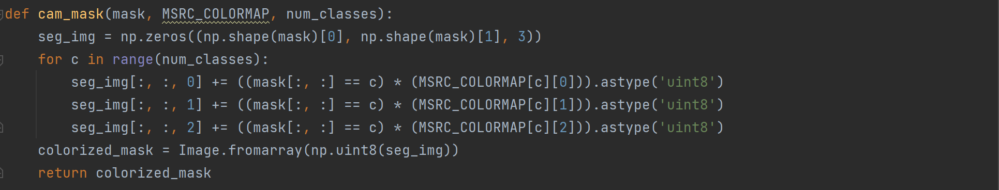 def cam_mask(mask, MSRC_COLORMAP, num_classes):
    seg_img = np.zeros((np.shape(mask)[0], np.shape(mask)[1], 3))
    for c in range(num_classes):
        seg_img[:, :, 0] += ((mask[:, :] == c) * (MSRC_COLORMAP[c][0])).astype('uint8')
        seg_img[:, :, 1] += ((mask[:, :] == c) * (MSRC_COLORMAP[c][1])).astype('uint8')
        seg_img[:, :, 2] += ((mask[:, :] == c) * (MSRC_COLORMAP[c][2])).astype('uint8')
    colorized_mask = Image.fromarray(np.uint8(seg_img))
    return colorized_mask